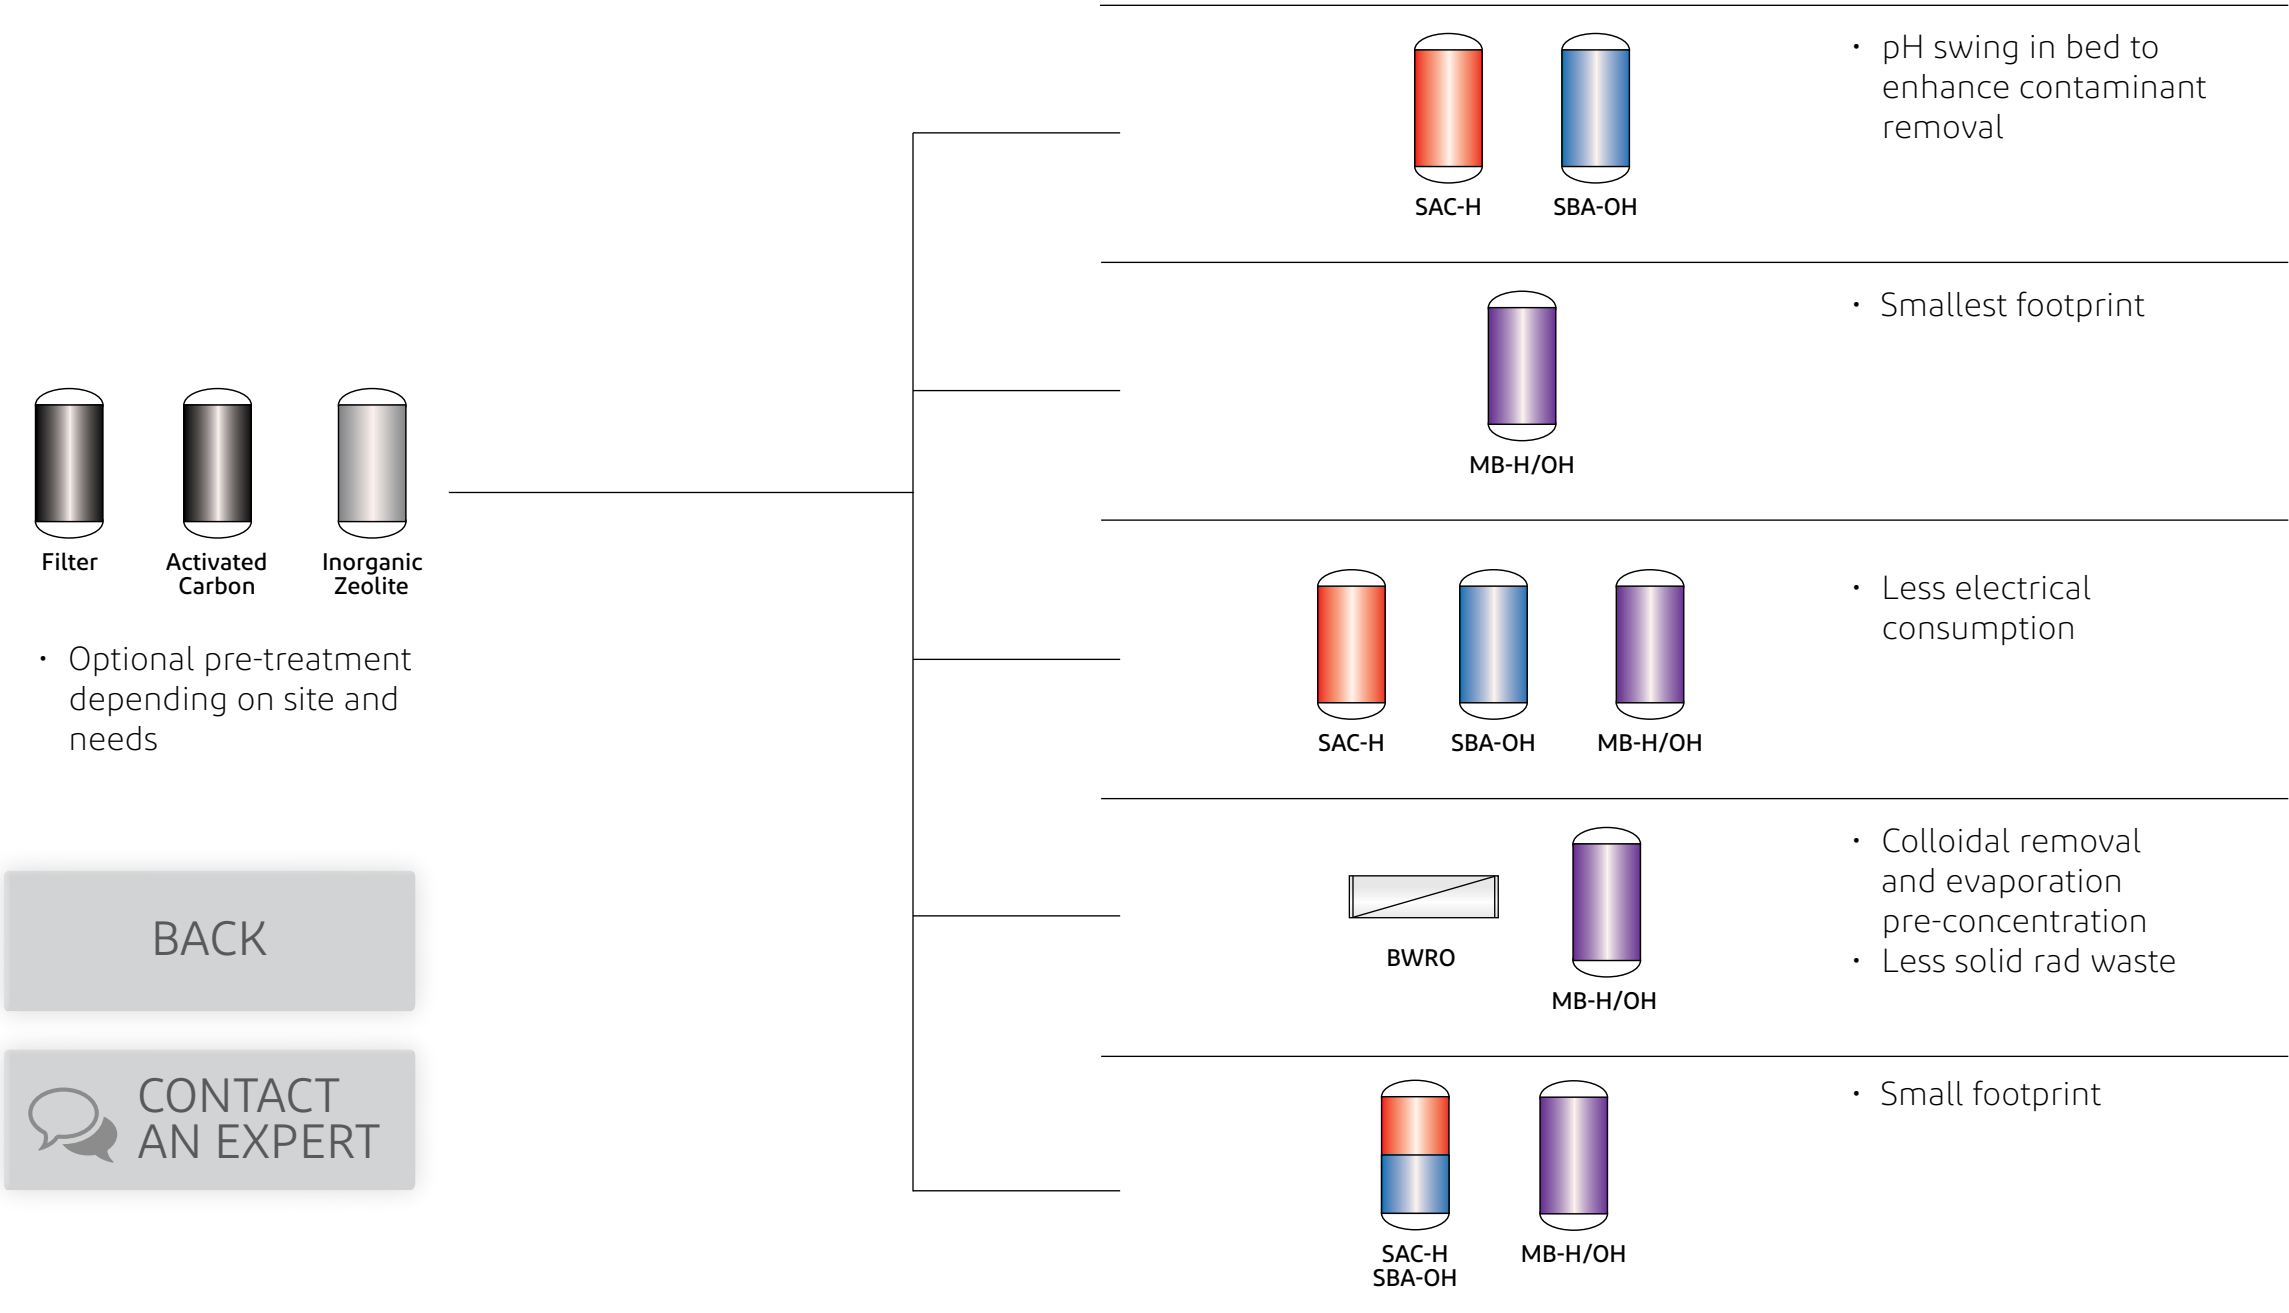 Filter
Activated
Carbon
Inorganic
Zeolite
• Optional pre-treatment
depending on site and
needs
BACK
CONTACT
AN EXPERT
SAC-H
SBA-OH
• pH swing in bed to
enhance contaminant
removal
MB-H/OH
• Smallest footprint
SAC-H
SBA-OH
MB-H/OH
• Less electrical
consumption
BWRO
MB-H/OH
• Colloidal removal
and evaporation
pre-concentration
• Less solid rad waste
SAC-H
SBA-OH
MB-H/OH
• Small footprint